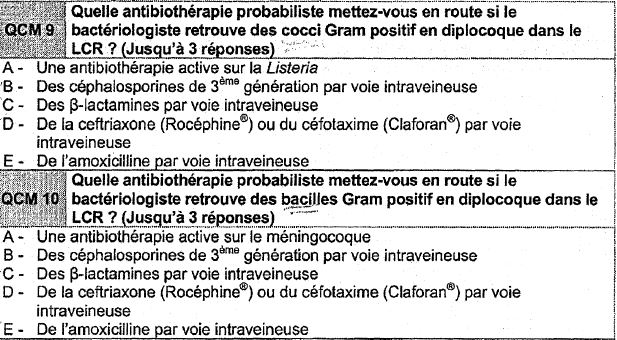 QCM 9 Quelle antibiothérapie probabiliste mettez-vous en route si le
bactériologiste retrouve des cocci Gram positif en diplocoque dans le
LCR ? (Jusqu'à 3 réponses)
A - Une antibiothérapie active sur la Listeria
B - Des céphalosporines de 3ème génération par voie intraveineuse
C - Des β-lactamines par voie intraveineuse
D - De la ceftriaxone (Rocéphine®) ou du céfotaxime (Claforan®) par voie
intraveineuse
E - De l'amoxicilline par voie intraveineuse
QCM 10 Quelle antibiothérapie probabiliste mettez-vous en route si le
bactériologiste retrouve des bacilles Gram positif en diplocoque dans le
LCR ? (Jusqu'à 3 réponses)
A - Une antibiothérapie active sur le méningocoque
B - Des céphalosporines de 3ème génération par voie intraveineuse
C - Des β-lactamines par voie intraveineuse
D - De la ceftriaxone (Rocéphine®) ou du céfotaxime (Claforan®) par voie
intraveineuse
E - De l'amoxicilline par voie intraveineuse